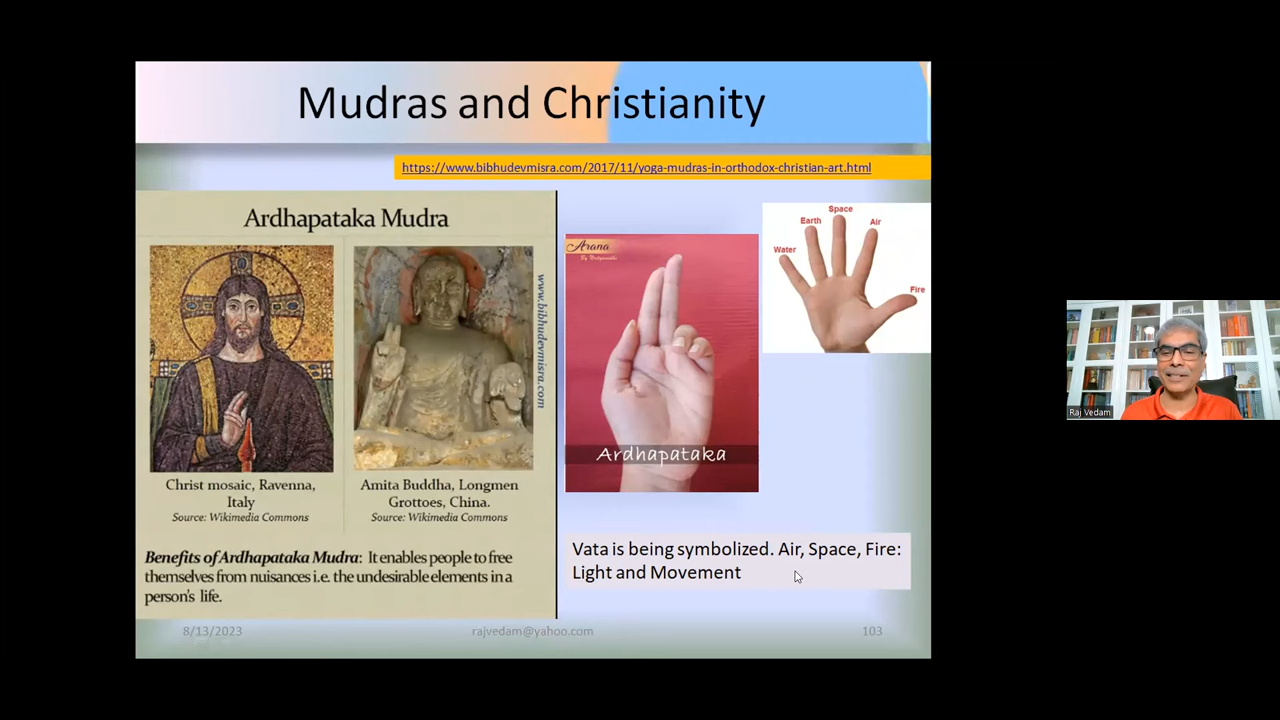 Mudras and Christianity
https://www.bibhudevmisra.com/2017/11/yoga-mudras-in-orthodox-christian-art.html
Ardhapataka Mudra
www.bibhudevmisra.com
Christ mosaic, Ravenna,
Italy
Source: Wikimedia Commons
Amita Buddha, Longmen
Grottoes, China.
Source: Wikimedia Commons
Benefits of Ardhapataka Mudra: It enables people to free
themselves from nuisances i.e. the undesirable elements in a
person's life.
Arana
Ardhapataka
Space
Earth
Air
Water
Fire
Vata is being symbolized. Air, Space, Fire:
Light and Movement
8/13/2023
rajvedam@yahoo.com
103
Raj Vedam